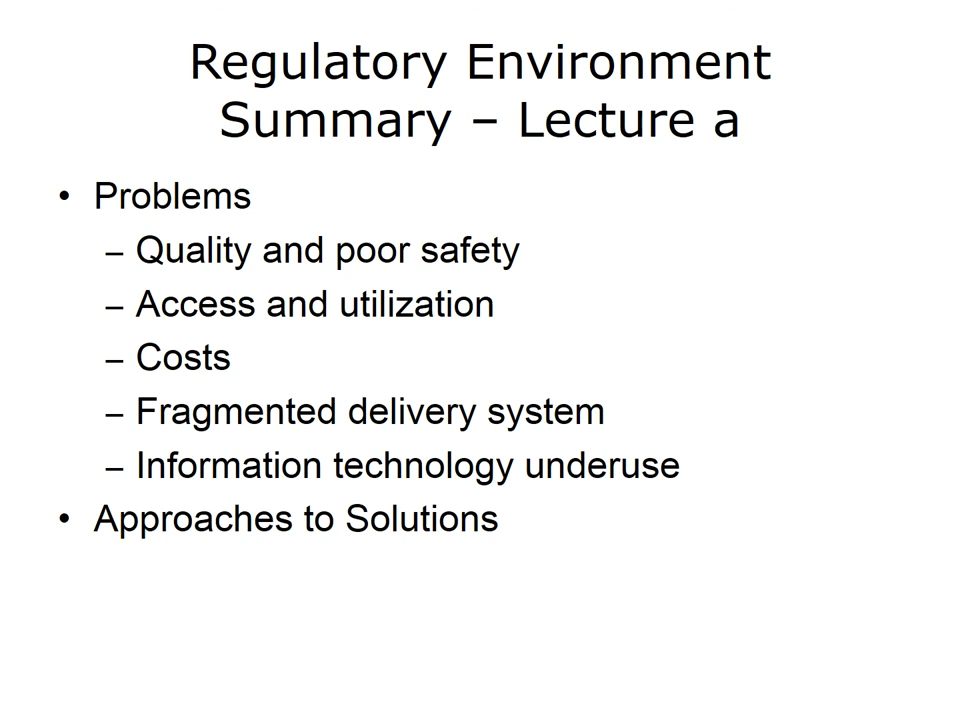 Regulatory Environment
Summary – Lecture a
• Problems
– Quality and poor safety
– Access and utilization
– Costs
– Fragmented delivery system
– Information technology underuse
• Approaches to Solutions